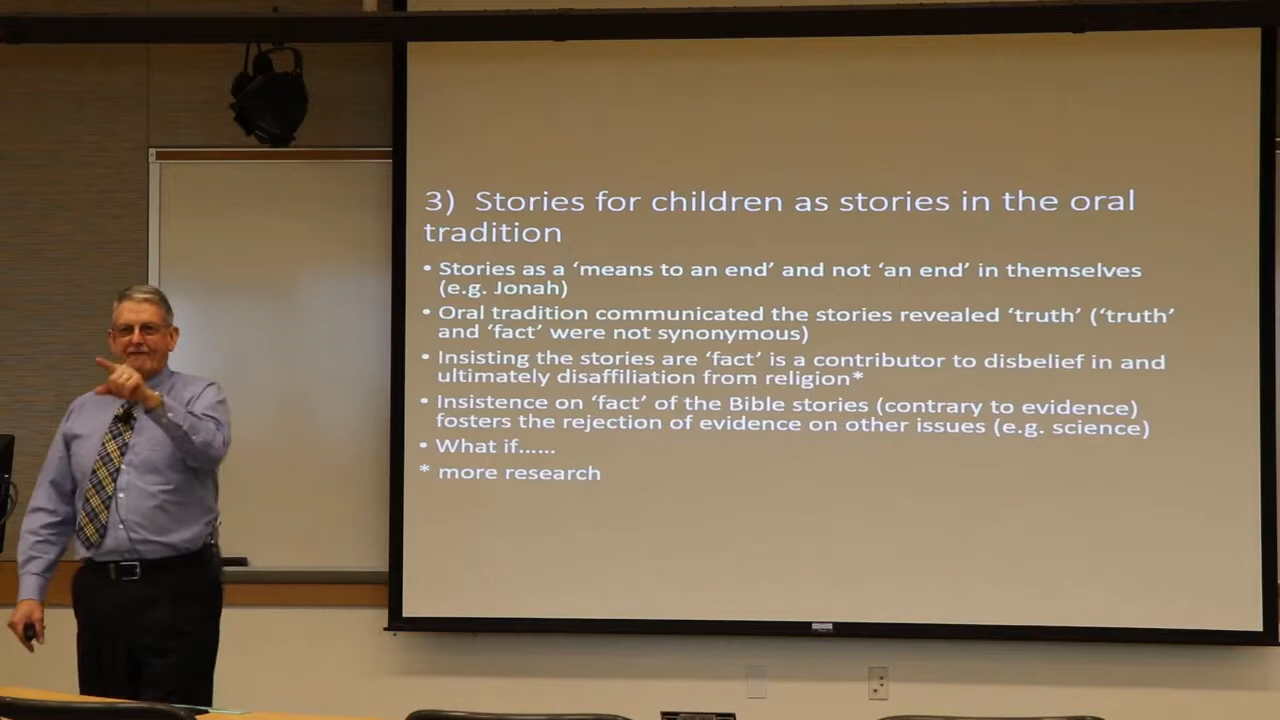 3) Stories for children as stories in the oral
tradition
• Stories as a ‘means to an end’ and not ‘an end’ in themselves
(e.g. Jonah)
• Oral tradition communicated the stories revealed ‘truth’ (‘truth’
and ‘fact’ were not synonymous)
• Insisting the stories are ‘fact’ is a contributor to disbelief in and
ultimately disaffiliation from religion*
• Insistence on ‘fact’ of the Bible stories (contrary to evidence)
fosters the rejection of evidence on other issues (e.g. science)
• What if……
* more research